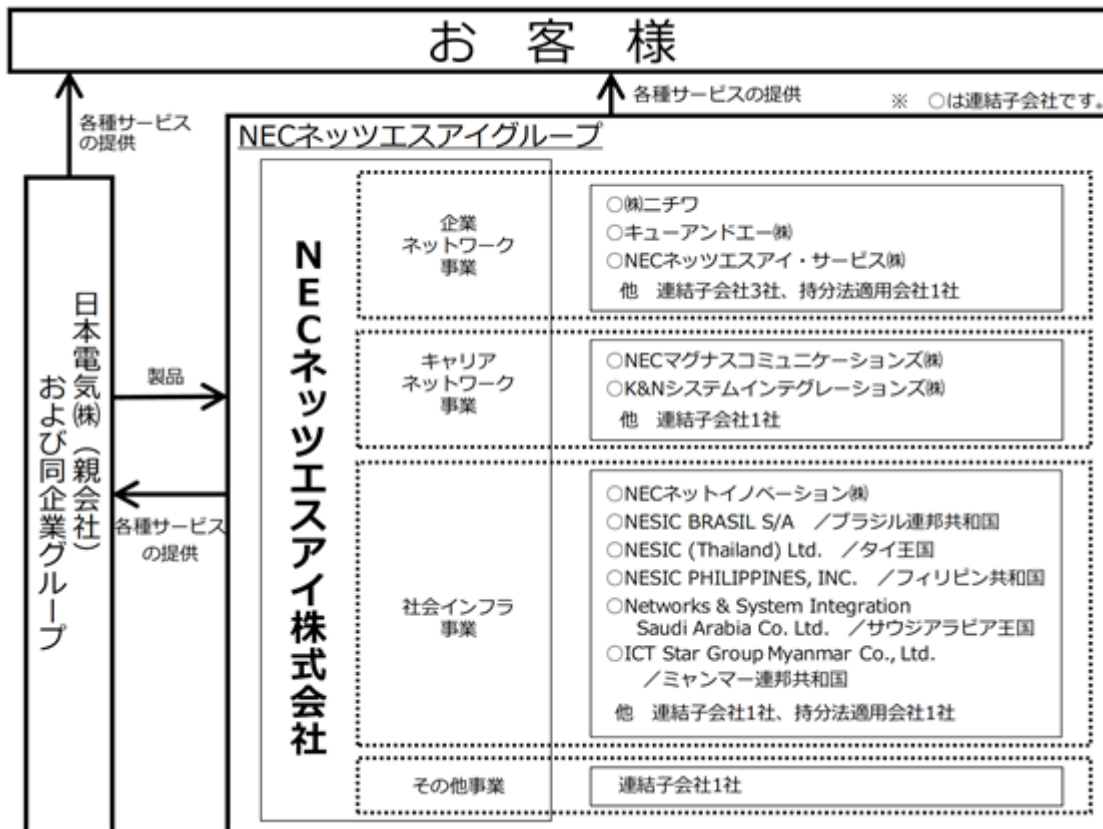 お 客 様
各種サービス
の提供
各種サービスの提供
※ ○は連結子会社です。
NECネッツエスアイグループ
日本電気㈱（親会社）
および同企業グループ
製品
各種サービス
の提供
NECネッツエスアイ株式会社
企業
ネットワーク
事業
○㈱ニチワ
○キューアンドエー㈱
○NECネッツエスアイ・サービス㈱
他 連結子会社3社、持分法適用会社1社
キャリア
ネットワーク
事業
○NECマグナスコミュニケーションズ㈱
○K&Nシステムインテグレーションズ㈱
他 連結子会社1社
社会インフラ
事業
○NECネットイノベーション㈱
○NESIC BRASIL S/A ／ブラジル連邦共和国
○NESIC (Thailand) Ltd. ／タイ王国
○NESIC PHILIPPINES, INC. ／フィリピン共和国
○Networks & System Integration
Saudi Arabia Co. Ltd. ／サウジアラビア王国
○ICT Star Group Myanmar Co., Ltd.
／ミャンマー連邦共和国
他 連結子会社1社、持分法適用会社1社
その他事業
連結子会社1社